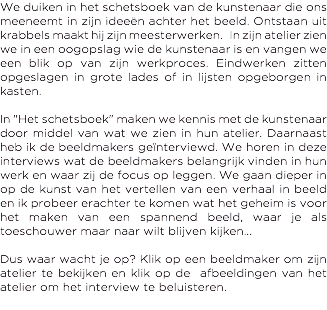 We duiken in het schetsboek van de kunstenaar die ons
meeneemt in zijn ideeën achter het beeld. Ontstaan uit
krabbels maakt hij zijn meesterwerken. In zijn atelier zien
we in een oogopslag wie de kunstenaar is en vangen we
een blik op van zijn werkproces. Eindwerken zitten
opgeslagen in grote lades of in lijsten opgeborgen in
kasten.

In "Het schetsboek" maken we kennis met de kunstenaar
door middel van wat we zien in hun atelier. Daarnaast
heb ik de beeldmakers geïnterviewd. We horen in deze
interviews wat de beeldmakers belangrijk vinden in hun
werk en waar zij de focus op leggen. We gaan dieper in
op de kunst van het vertellen van een verhaal in beeld
en ik probeer erachter te komen wat het geheim is voor
het maken van een spannend beeld, waar je als
toeschouwer maar naar wilt blijven kijken...

Dus waar wacht je op? Klik op een beeldmaker om zijn
atelier te bekijken en klik op de afbeeldingen van het
atelier om het interview te beluisteren.